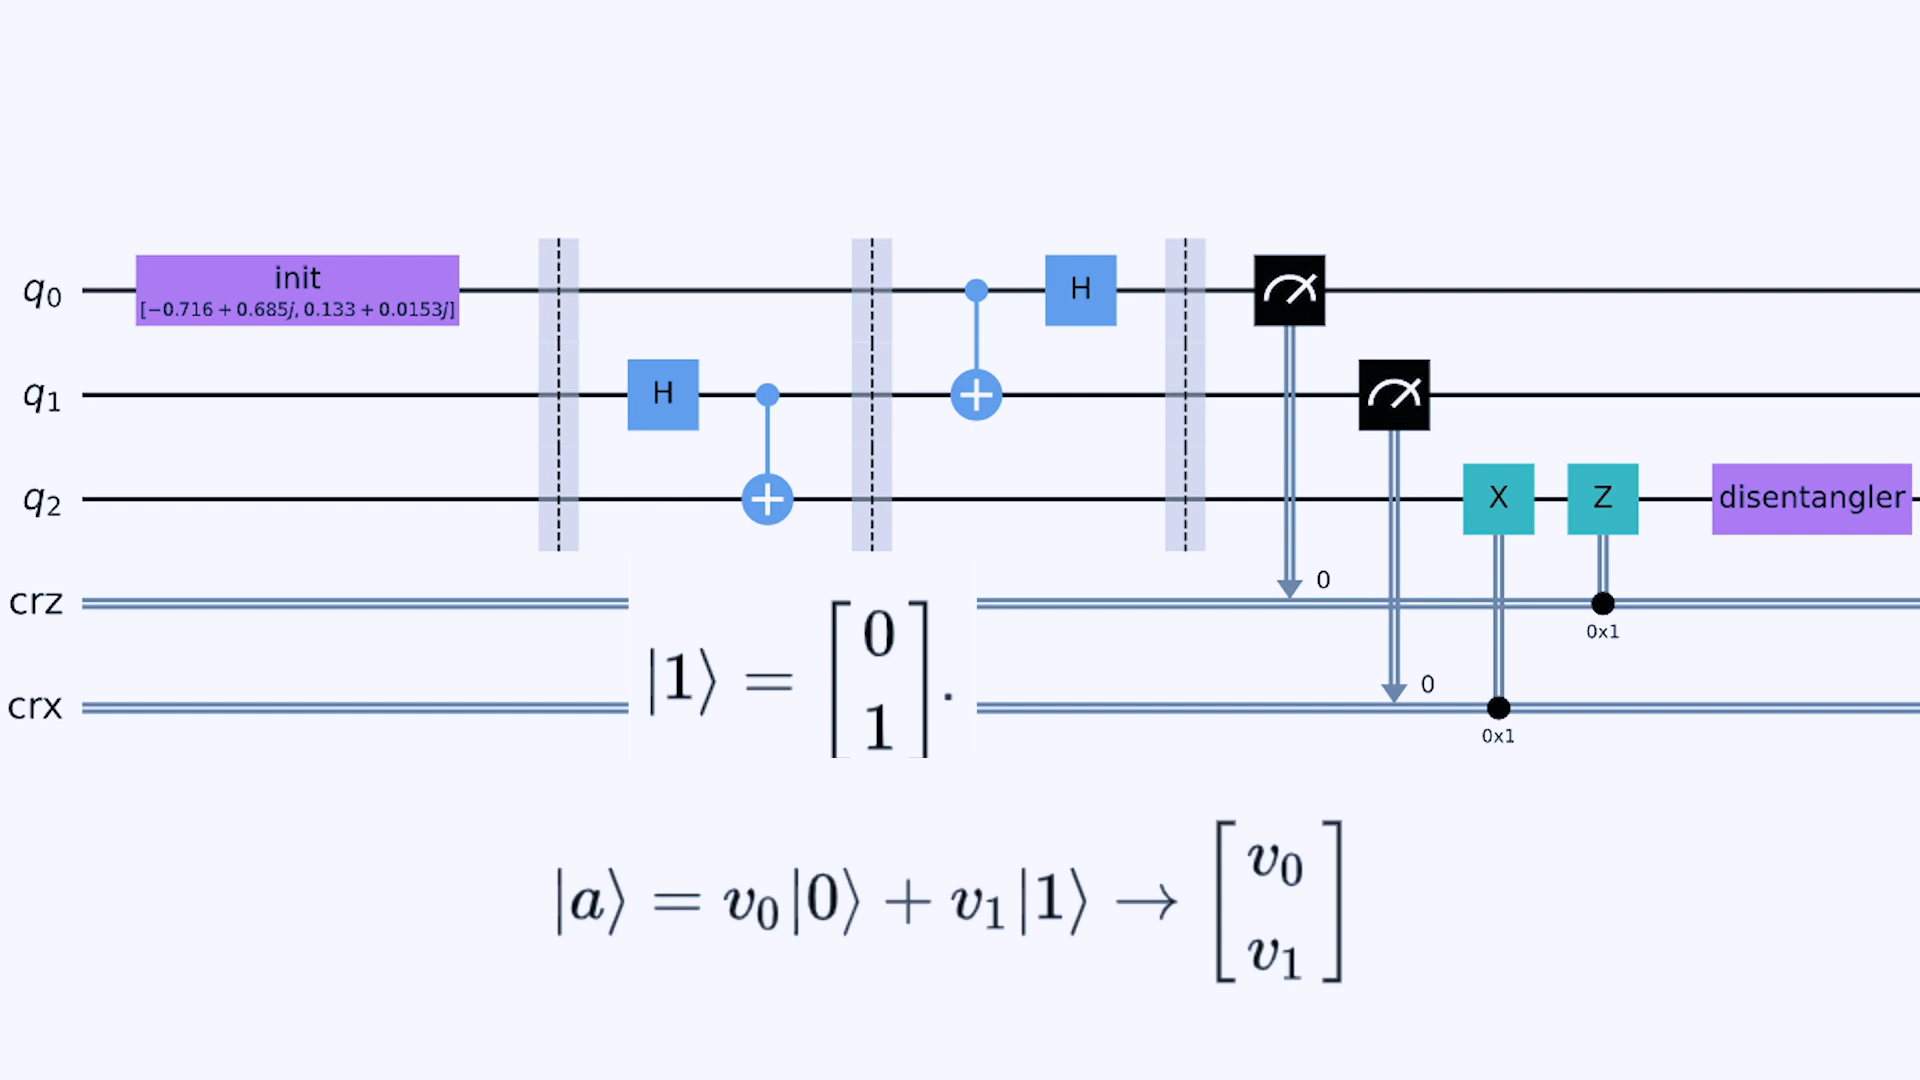 q₀ init H
[−0.716 + 0.685j, 0.133 + 0.0153j]
q₁ H
q₂ X Z disentangler
0
crz
0x1
0
crx
0x1
|1⟩ = [0 1].
|a⟩ = v₀|0⟩ + v₁|1⟩ → [v₀ v₁]